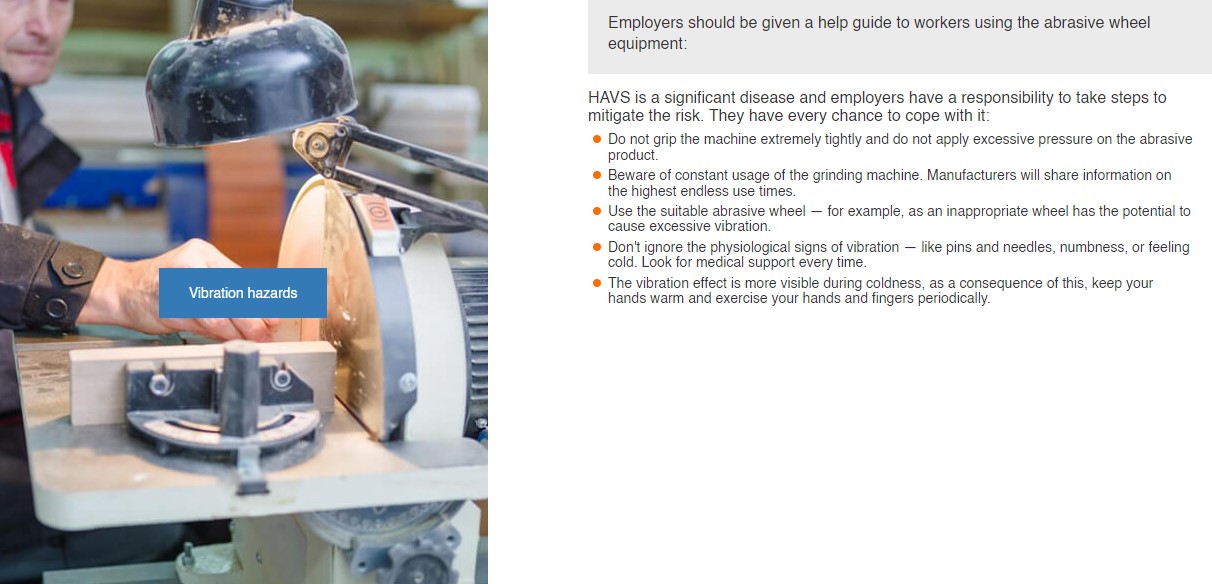 Employers should be given a help guide to workers using the abrasive wheel
equipment:
HAVS is a significant disease and employers have a responsibility to take steps to
mitigate the risk. They have every chance to cope with it:
Do not grip the machine extremely tightly and do not apply excessive pressure on the abrasive
product.
Beware of constant usage of the grinding machine. Manufacturers will share information on
the highest endless use times.
Use the suitable abrasive wheel — for example, as an inappropriate wheel has the potential to
cause excessive vibration.
Don't ignore the physiological signs of vibration — like pins and needles, numbness, or feeling
cold. Look for medical support every time.
The vibration effect is more visible during coldness, as a consequence of this, keep your
hands warm and exercise your hands and fingers periodically.
Vibration hazards